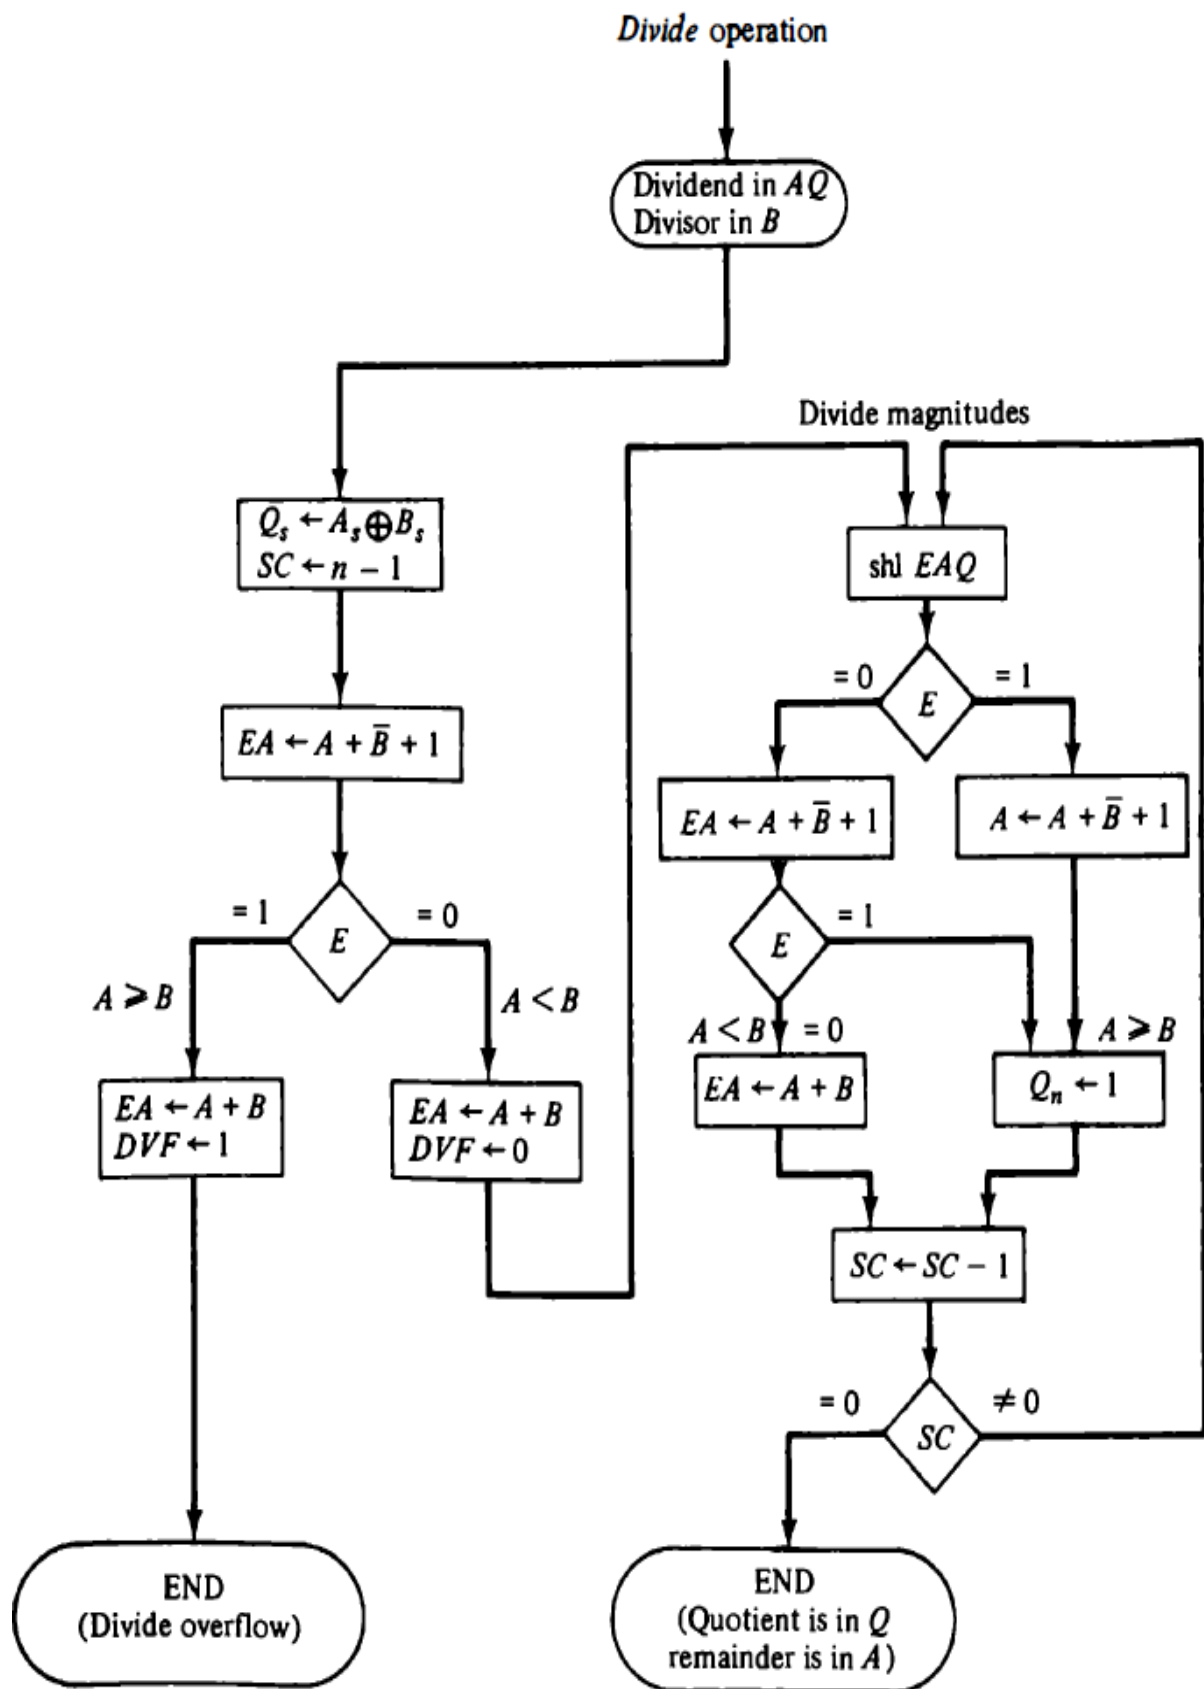 Divide operation
Dividend in AQ
Divisor in B
Divide magnitudes
Qₛ ← Aₛ ⊕ Bₛ
SC ← n − 1
EA ← A + B̅ + 1
E
= 1
= 0
A ⩾ B
A < B
EA ← A + B
DVF ← 1
EA ← A + B
DVF ← 0
END
(Divide overflow)
shl EAQ
= 0
= 1
E
EA ← A + B̅ + 1
A ← A + B̅ + 1
= 1
E
A < B
= 0
A ⩾ B
EA ← A + B
Qₙ ← 1
SC ← SC − 1
= 0
≠ 0
SC
END
(Quotient is in Q
remainder is in A)